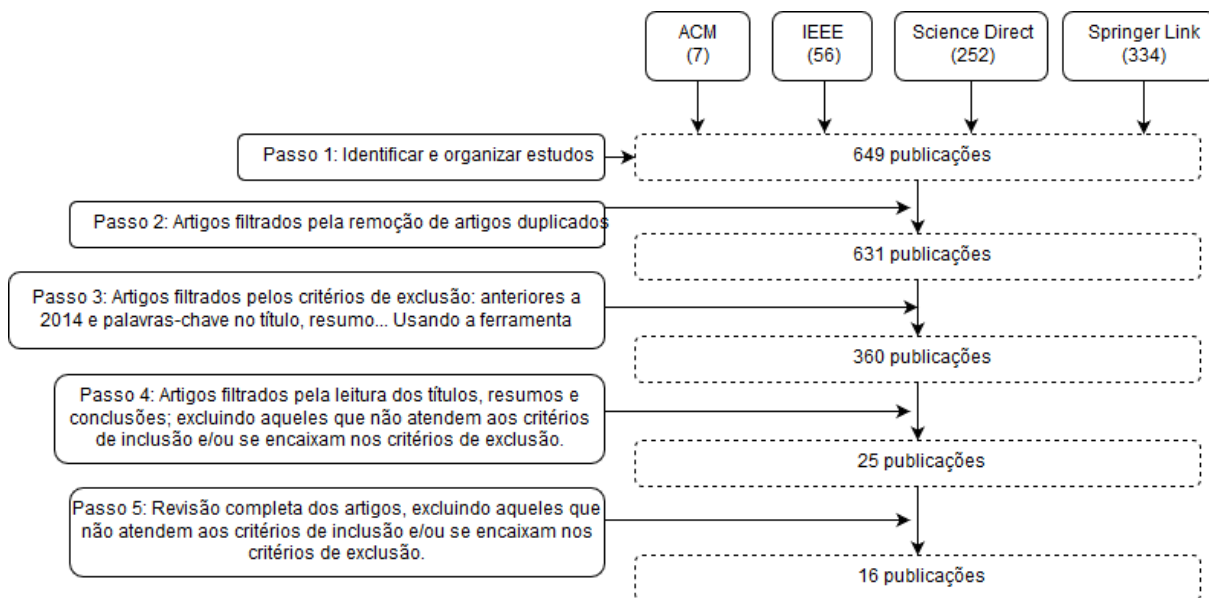 ACM
(7)
IEEE
(56)
Science Direct
(252)
Springer Link
(334)
Passo 1: Identificar e organizar estudos
649 publicações
Passo 2: Artigos filtrados pela remoção de artigos duplicados
631 publicações
Passo 3: Artigos filtrados pelos critérios de exclusão: anteriores a
2014 e palavras-chave no título, resumo... Usando a ferramenta
360 publicações
Passo 4: Artigos filtrados pela leitura dos títulos, resumos e
conclusões; excluindo aqueles que não atendem aos critérios
de inclusão e/ou se encaixam nos critérios de exclusão.
25 publicações
Passo 5: Revisão completa dos artigos, excluindo aqueles que
não atendem aos critérios de inclusão e/ou se encaixam nos
critérios de exclusão.
16 publicações